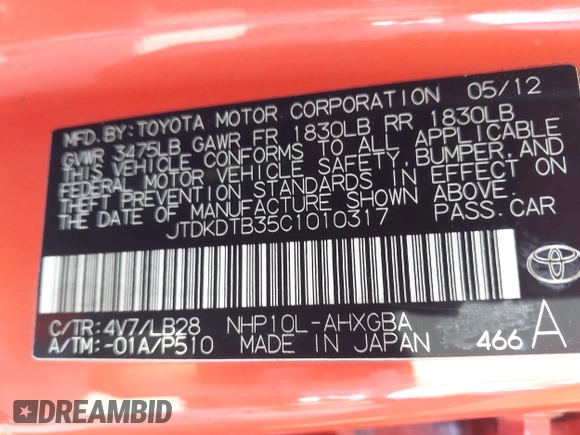 MFD. BY: TOYOTA MOTOR CORPORATION 05/12
GVWR 3475LB GAWR FR 1830LB RR 1830LB
THIS VEHICLE CONFORMS TO ALL APPLICABLE
FEDERAL MOTOR VEHICLE SAFETY, BUMPER, AND
THEFT PREVENTION STANDARDS IN EFFECT ON
THE DATE OF MANUFACTURE SHOWN ABOVE.
JTDKDTB35C1010317 PASS. CAR
C/TR: 4V7/LB28 NHP10L-AHXGBA
A/TM: -01A/P510 MADE IN JAPAN 466 A
DREAMBID